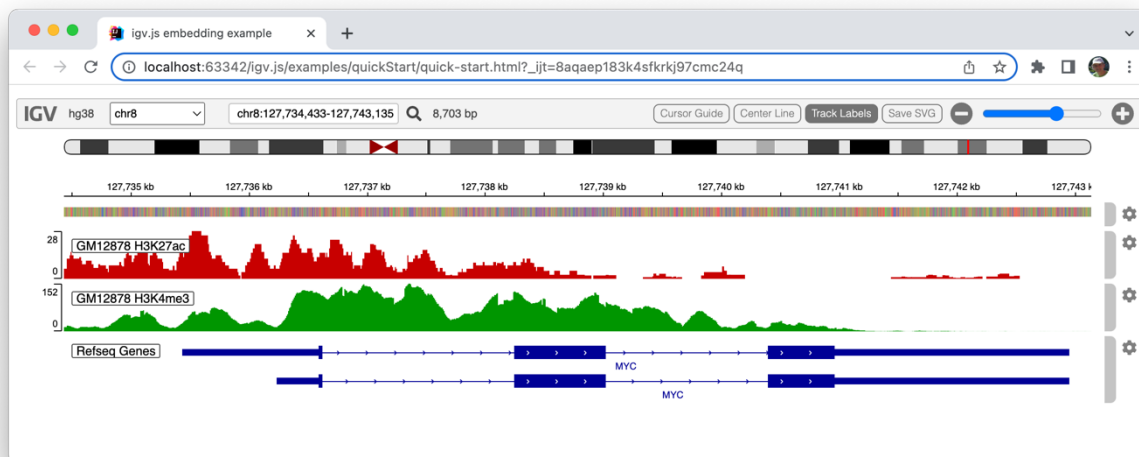 igv.js embedding example
localhost:63342/igv.js/examples/quickStart/quick-start.html?_ijt=8aqaep183k4sfkrkj97cmc24q
IGV hg38 chr8 chr8:127,734,433-127,743,135 8,703 bp Cursor Guide Center Line Track Labels Save SVG
127,735 kb 127,736 kb 127,737 kb 127,738 kb 127,739 kb 127,740 kb 127,741 kb 127,742 kb 127,743 k
28
GM12878 H3K27ac
0
152
GM12878 H3K4me3
0
Refseq Genes
MYC
MYC